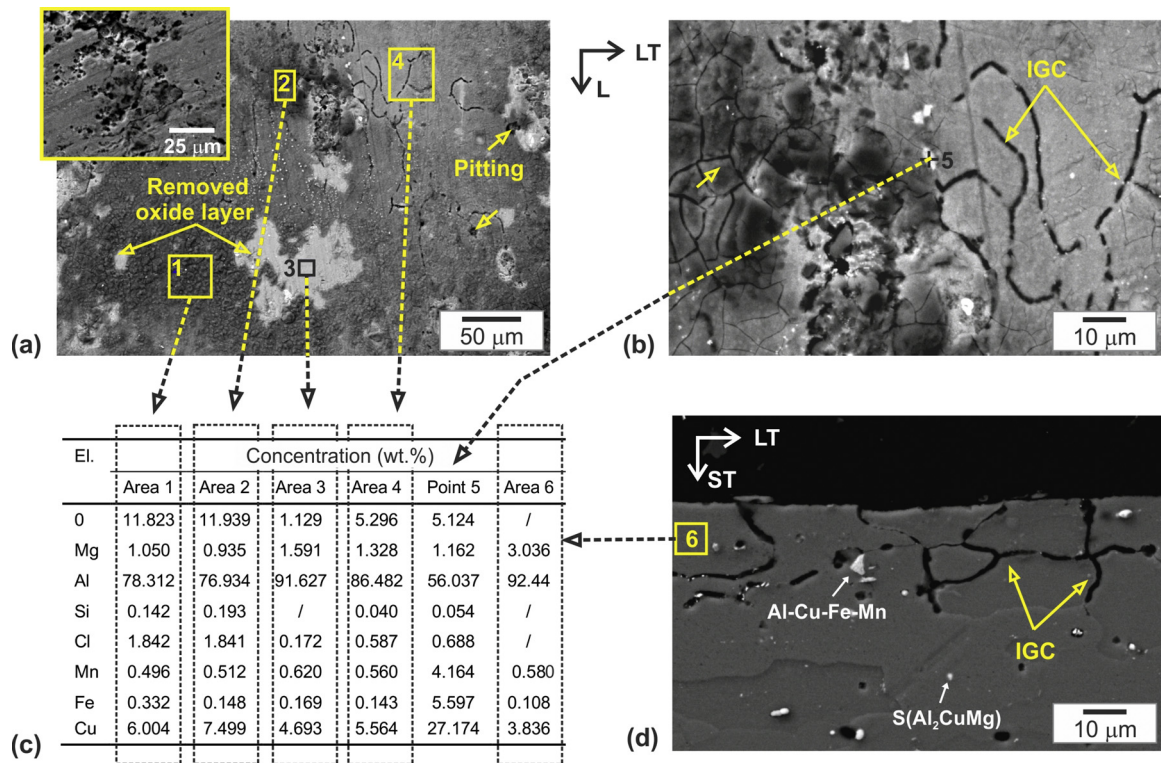 25 μm
2
4
Pitting
Removed
oxide layer
1
3
50 μm
(a)
LT
L
IGC
5
10 μm
(b)
El. Concentration (wt.%)
Area 1 Area 2 Area 3 Area 4 Point 5 Area 6
0 11.823 11.939 1.129 5.296 5.124 /
Mg 1.050 0.935 1.591 1.328 1.162 3.036
Al 78.312 76.934 91.627 86.482 56.037 92.44
Si 0.142 0.193 / 0.040 0.054 /
Cl 1.842 1.841 0.172 0.587 0.688 /
Mn 0.496 0.512 0.620 0.560 4.164 0.580
Fe 0.332 0.148 0.169 0.143 5.597 0.108
Cu 6.004 7.499 4.693 5.564 27.174 3.836
(c)
LT
ST
6
Al-Cu-Fe-Mn
IGC
S(Al₂CuMg)
10 μm
(d)